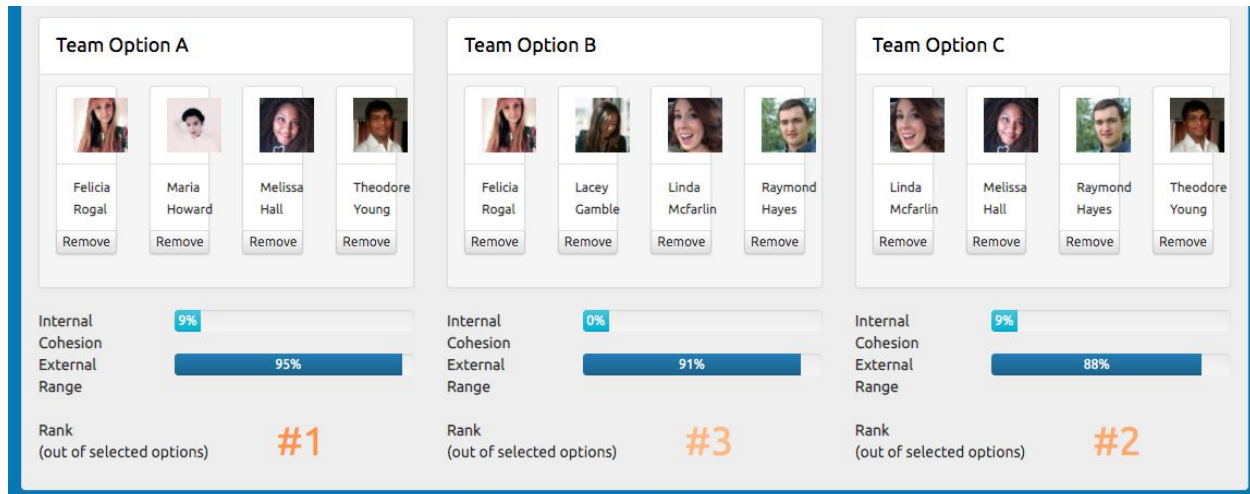 Team Option A
Felicia Rogal
Remove
Maria Howard
Remove
Melissa Hall
Remove
Theodore Young
Remove
Internal Cohesion
9%
External Range
95%
Rank
(out of selected options)
#1
Team Option B
Felicia Rogal
Remove
Lacey Gamble
Remove
Linda Mcfarlin
Remove
Raymond Hayes
Remove
Internal Cohesion
0%
External Range
91%
Rank
(out of selected options)
#3
Team Option C
Linda Mcfarlin
Remove
Melissa Hall
Remove
Raymond Hayes
Remove
Theodore Young
Remove
Internal Cohesion
9%
External Range
88%
Rank
(out of selected options)
#2